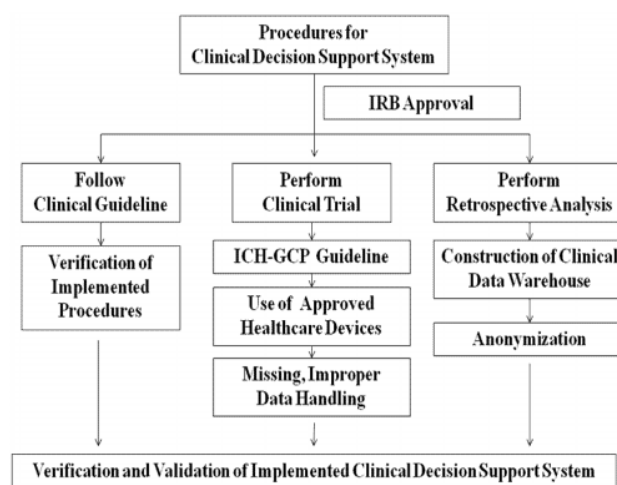 Procedures for
Clinical Decision Support System
IRB Approval
Follow
Clinical Guideline
Perform
Clinical Trial
Perform
Retrospective Analysis
Verification of
Implemented
Procedures
ICH-GCP Guideline
Use of Approved
Healthcare Devices
Missing, Improper
Data Handling
Construction of Clinical
Data Warehouse
Anonymization
Verification and Validation of Implemented Clinical Decision Support System